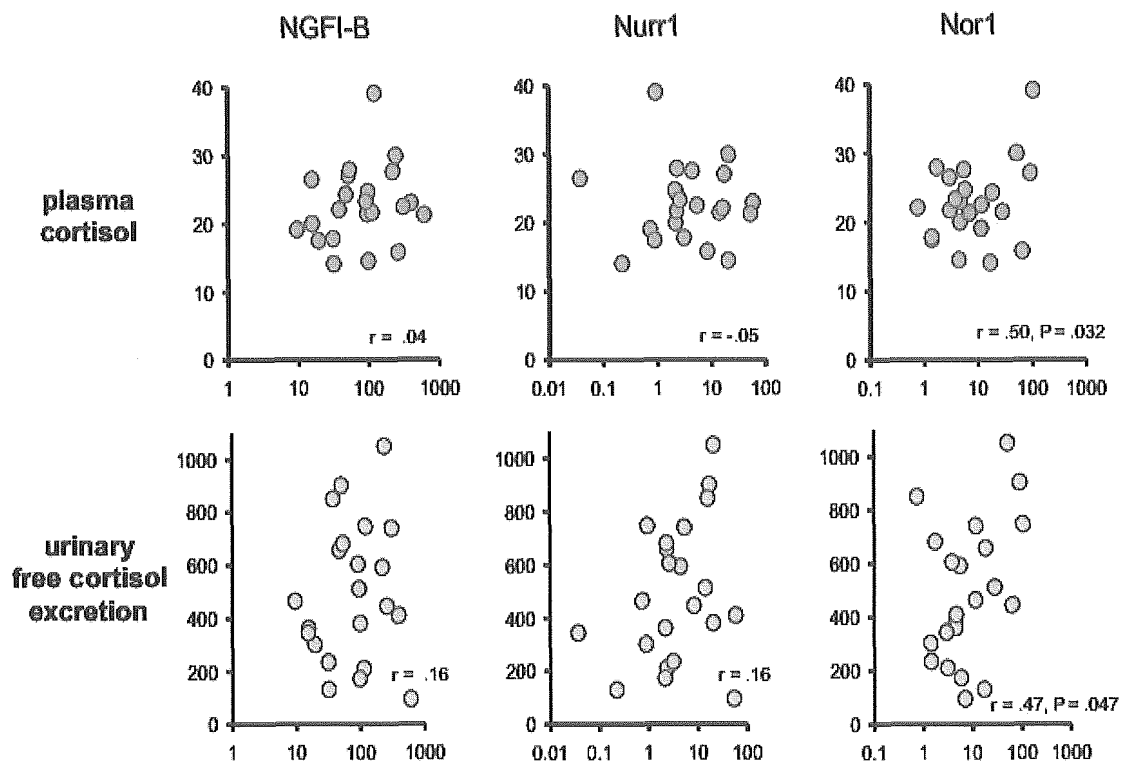 NGFI-B Nurr1 Nor1
40 40 40
30 30 30
plasma
cortisol
20 20 20
10 10 10
r = .04 r = -.05 r = .50, P = .032
0 0 0
1 10 100 1000 0.01 1 10 100 0.1 1 10 100 1000
1000 1000 1000
800 800 800
urinary
free cortisol
excretion
600 600 600
400 400 400
200 200 200
r = .16 r = .16 r = .47, P = .047
0 0 0
1 10 100 1000 0.01 0.1 1 10 100 0.1 1 10 100 1000